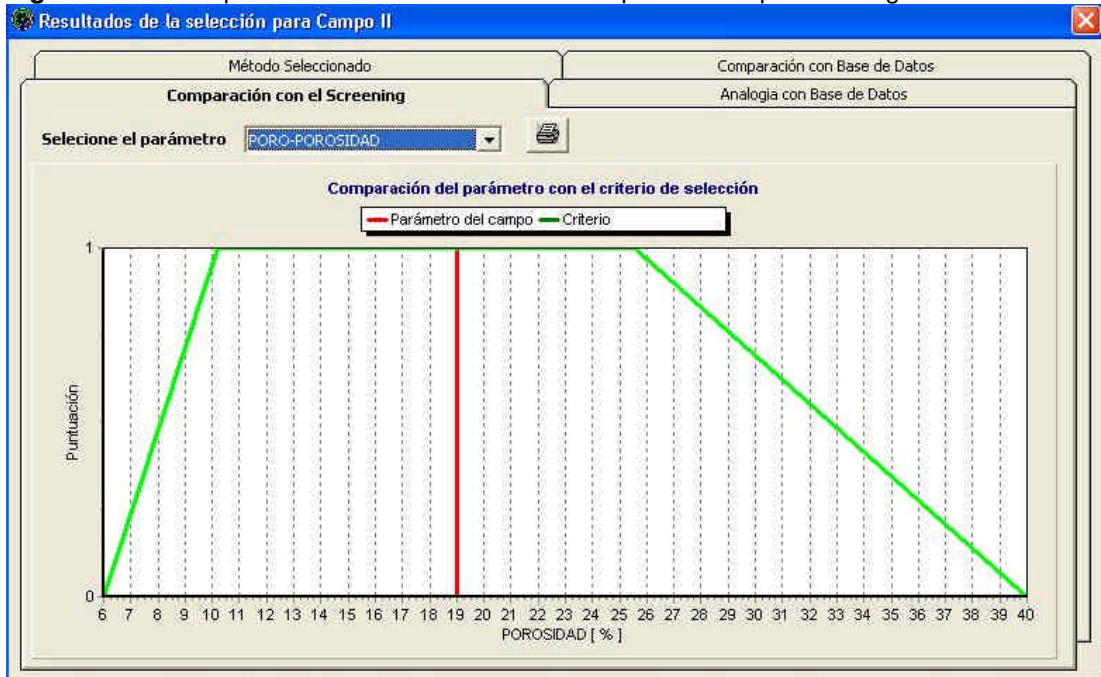 Resultados de la selección para Campo II
Método Seleccionado
Comparación con Base de Datos
Comparación con el Screening
Analogia con Base de Datos
Selecione el parámetro
PORO-POROSIDAD
Comparación del parámetro con el criterio de selección
Parámetro del campo Criterio
1
Puntuación
0
6 7 8 9 10 11 12 13 14 15 16 17 18 19 20 21 22 23 24 25 26 27 28 29 30 31 32 33 34 35 36 37 38 39 40
POROSIDAD [ % ]